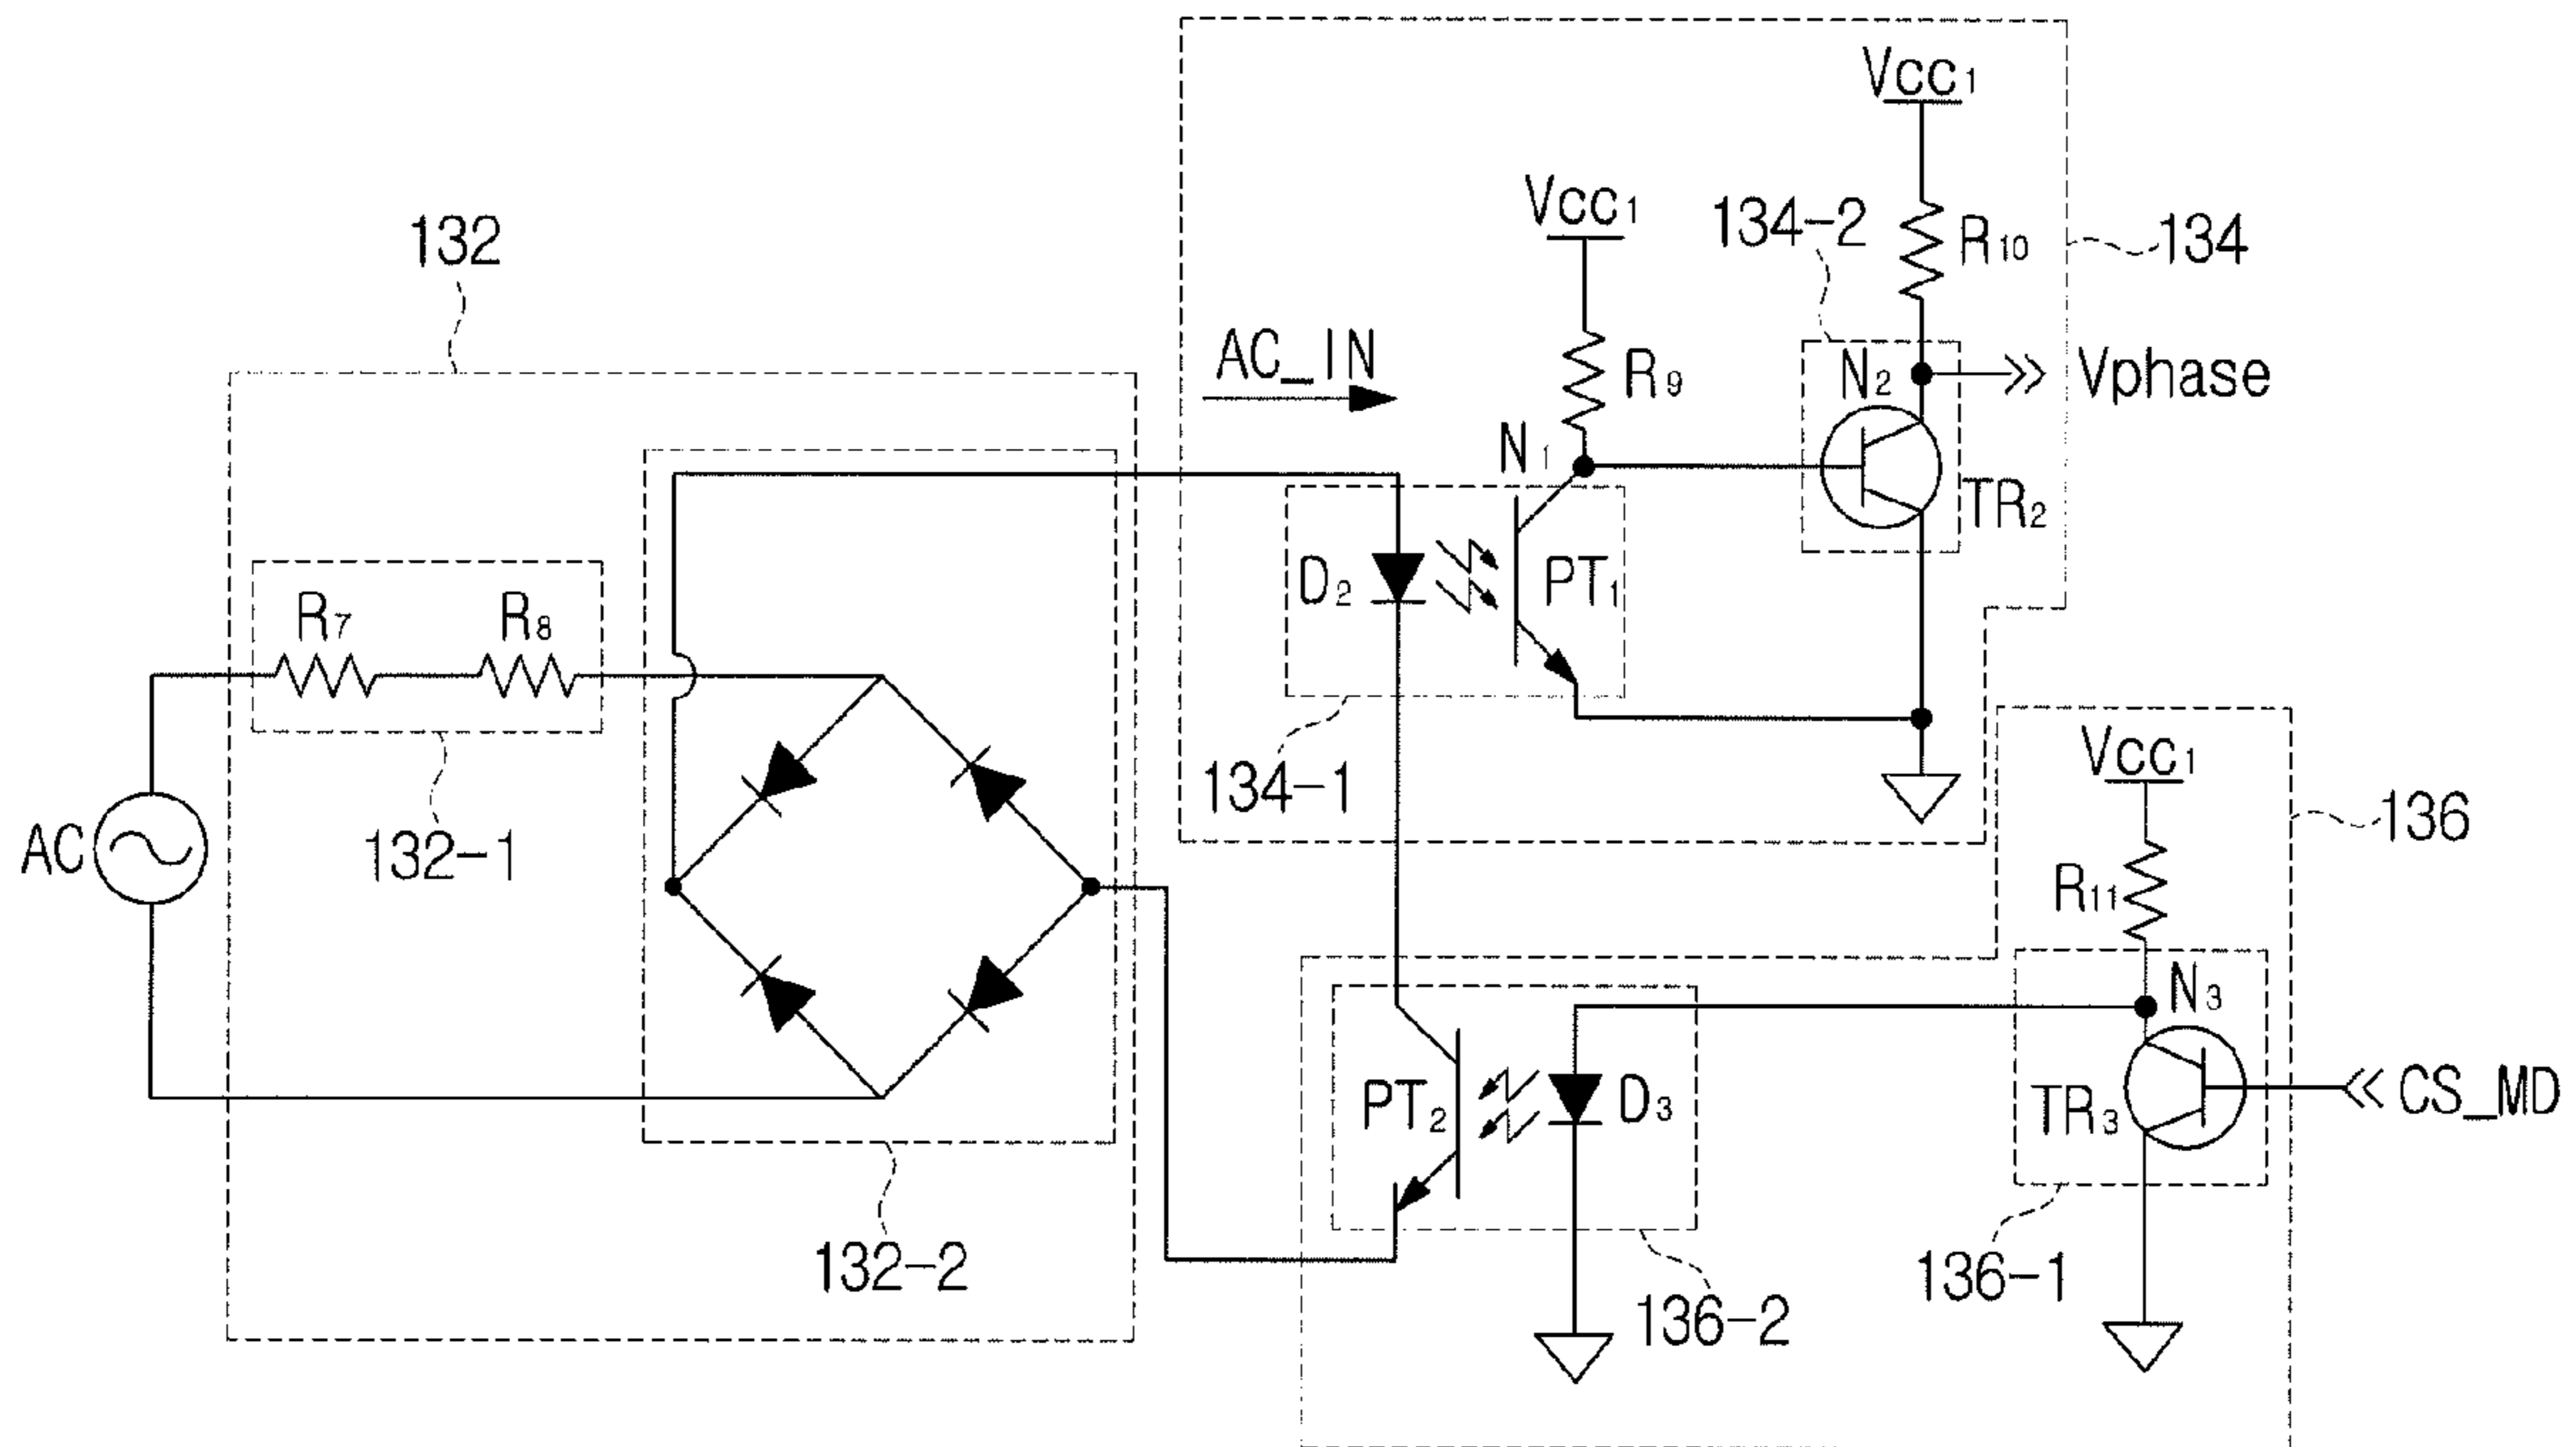 Vcc1
Vcc1
134-2
R10
134
132
AC_IN
R9
N2
Vphase
N1
TR2
D2
PT1
R7
R8
134-1
Vcc1
136
AC
132-1
R11
N3
PT2
D3
TR3
CS_MD
132-2
136-2
136-1